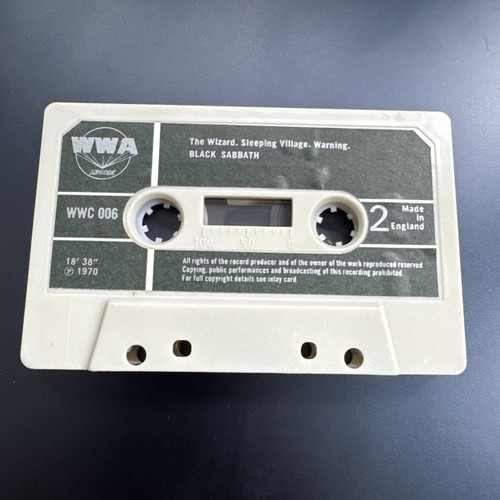 WWA
RECORDS
The Wizard. Sleeping Village. Warning.
BLACK SABBATH
WWC 006
100 50 0
2
Made
in
England
18' 38"
℗ 1970
All rights of the record producer and of the owner of the work reproduced reserved
Copying, public performances and broadcasting of this recording prohibited.
For full copyright details see inlay card